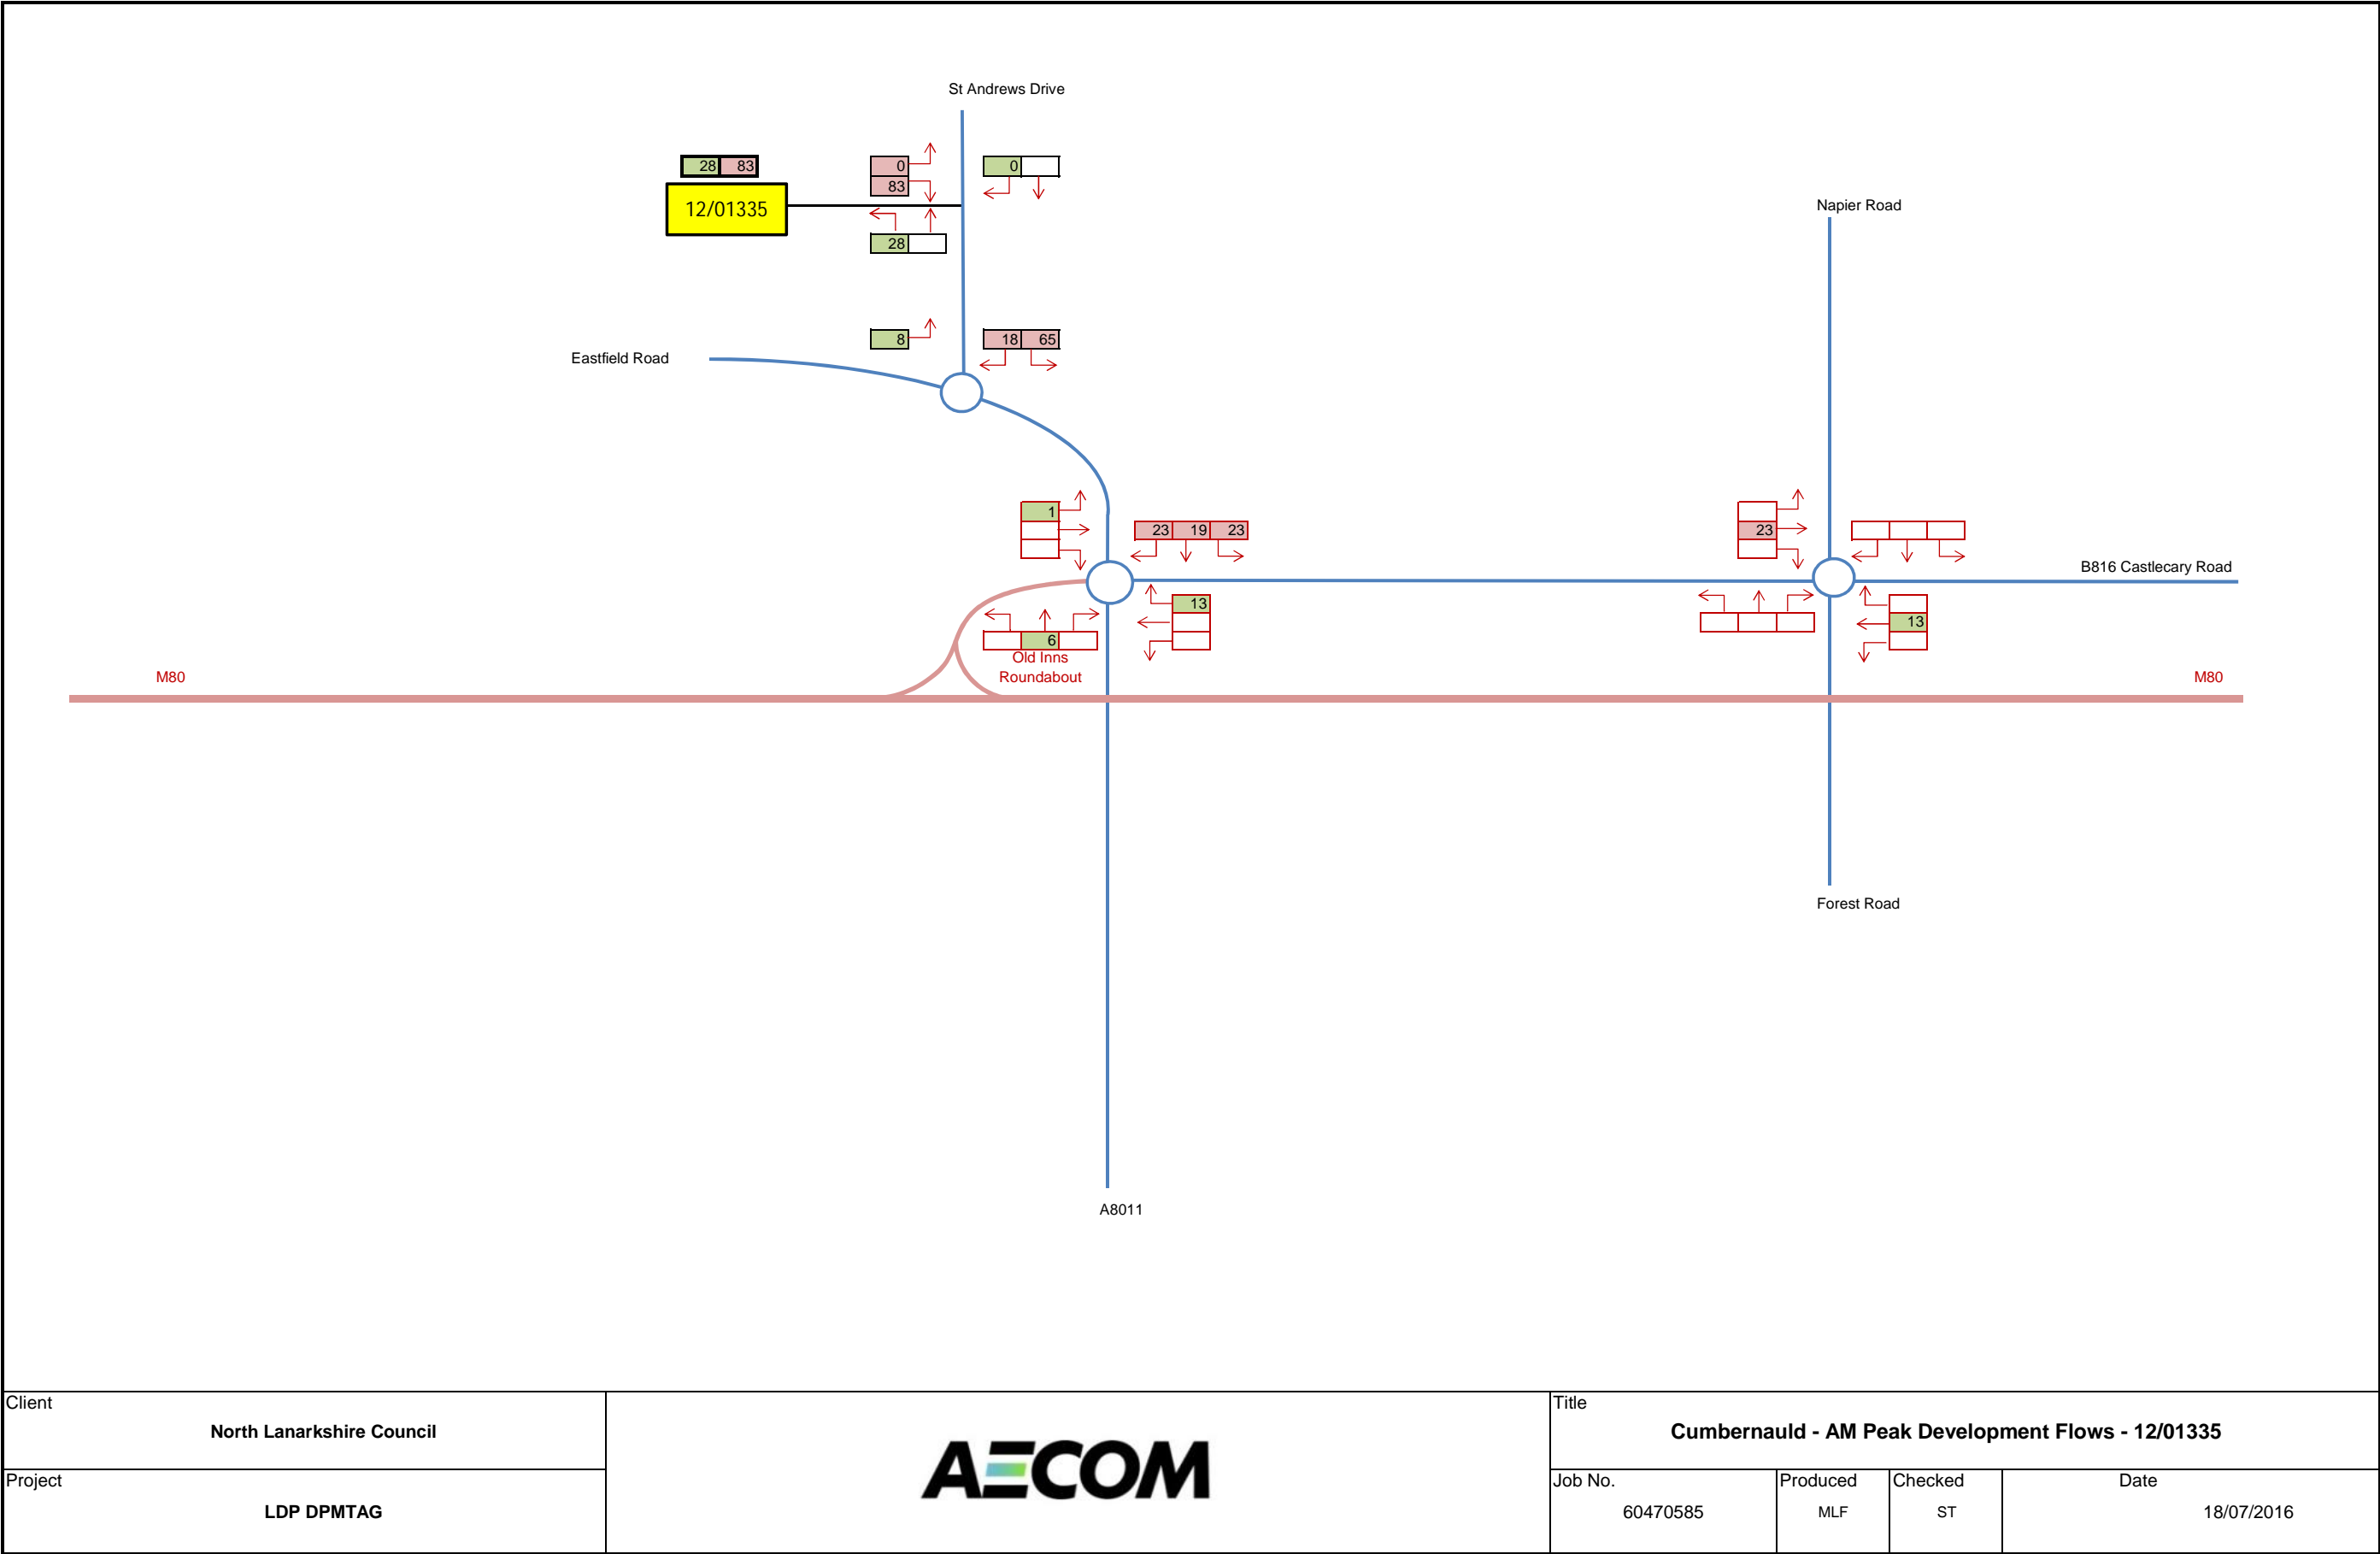 St Andrews Drive
28 83
0
0
83
12/01335
28
Napier Road
8
18 65
Eastfield Road
1
23 19 23
23
B816 Castlecary Road
13
6
13
Old Inns
Roundabout
M80
M80
Forest Road
A8011
Client
North Lanarkshire Council
Project
LDP DPMTAG
AECOM
Title
Cumbernauld - AM Peak Development Flows - 12/01335
Job No.
60470585
Produced
MLF
Checked
ST
Date
18/07/2016